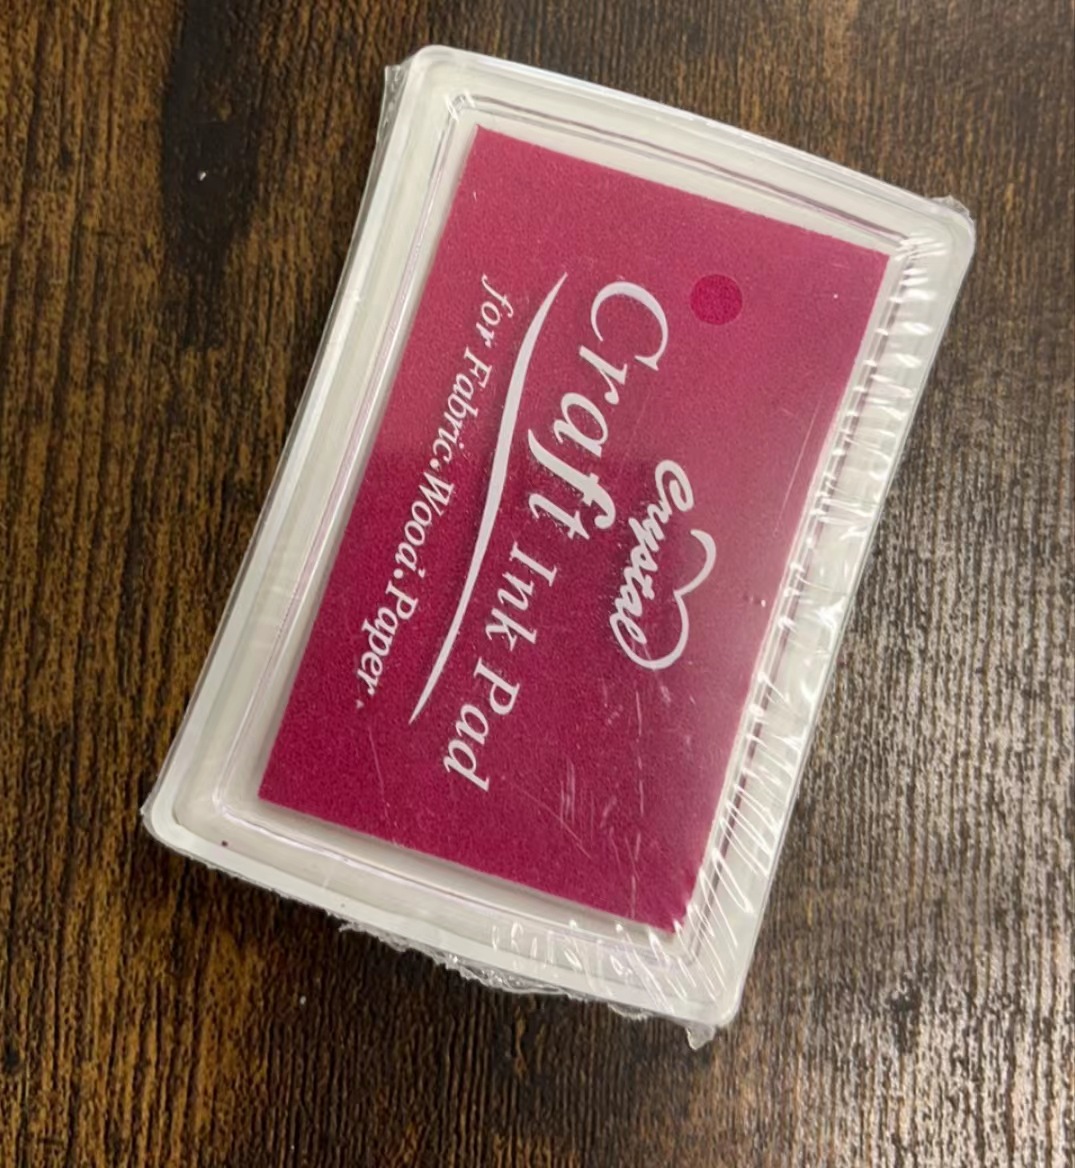 Crystal
Craft Ink Pad
for Fabric.Wood.Paper